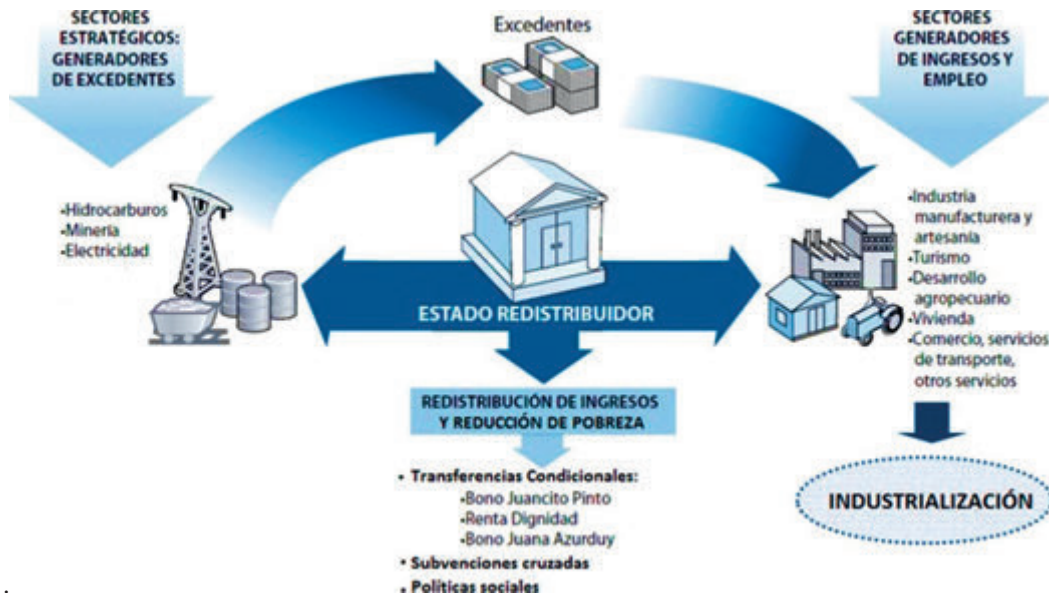 SECTORES
ESTRATÉGICOS:
GENERADORES
DE EXCEDENTES
Excedentes
SECTORES
GENERADORES
DE INGRESOS Y
EMPLEO
•Hidrocarburos
•Minería
•Electricidad
•Industria
manufacturera y
artesanía
•Turismo
•Desarrollo
agropecuario
•Vivienda
•Comercio, servicios
de transporte,
otros servicios
ESTADO REDISTRIBUIDOR
REDISTRIBUCIÓN DE INGRESOS
Y REDUCCIÓN DE POBREZA
• Transferencias Condicionales:
•Bono Juancito Pinto
•Renta Dignidad
•Bono Juana Azurduy
• Subvenciones cruzadas
• Políticas sociales
INDUSTRIALIZACIÓN
.